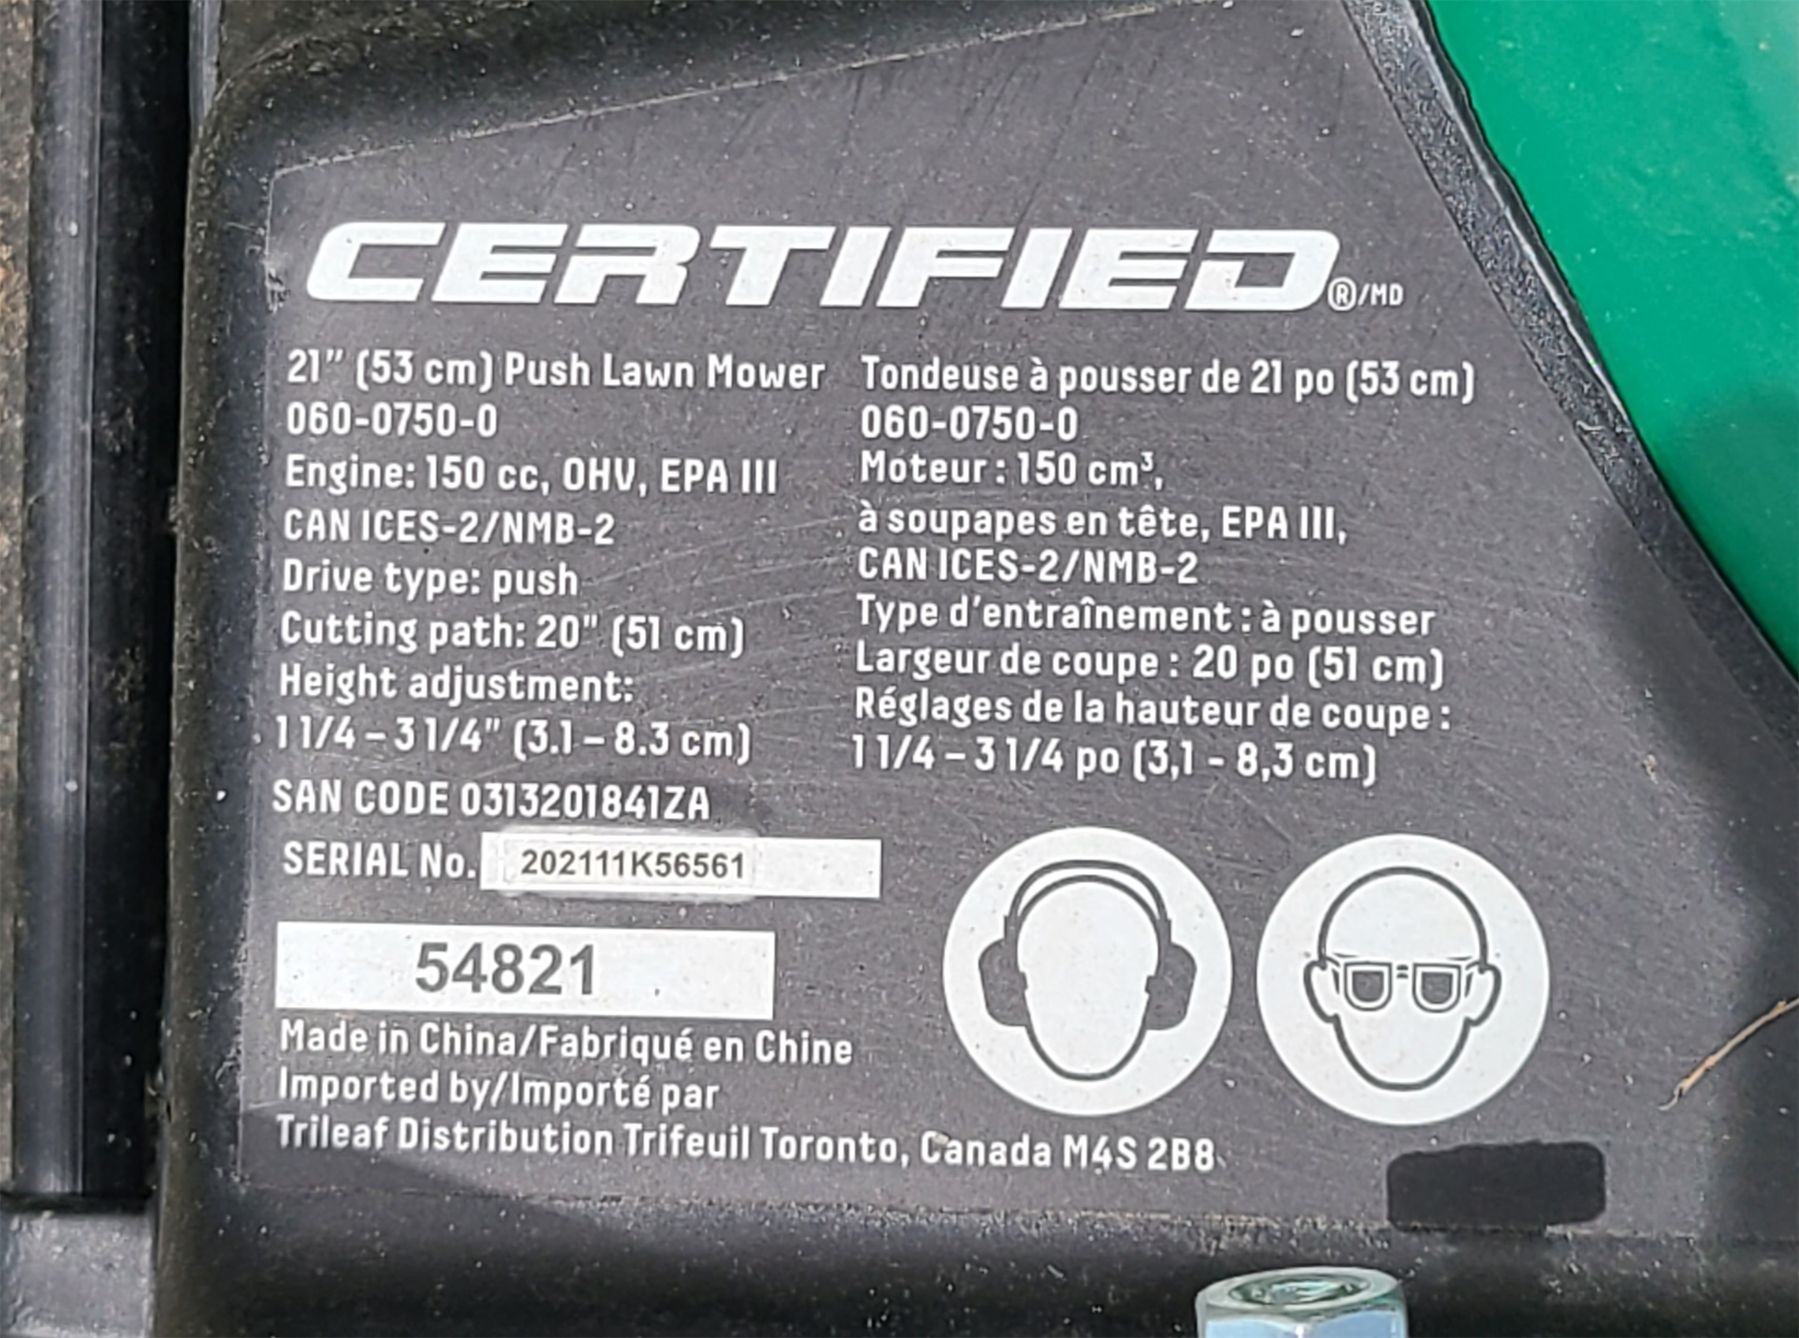 CERTIFIED®/MD
21” (53 cm) Push Lawn Mower
060-0750-0
Engine: 150 cc, OHV, EPA III
CAN ICES-2/NMB-2
Drive type: push
Cutting path: 20" (51 cm)
Height adjustment:
1 1/4 – 3 1/4" (3.1 – 8.3 cm)
Tondeuse à pousser de 21 po (53 cm)
060-0750-0
Moteur : 150 cm³,
à soupapes en tête, EPA III,
CAN ICES-2/NMB-2
Type d’entraînement : à pousser
Largeur de coupe : 20 po (51 cm)
Réglages de la hauteur de coupe :
1 1/4 – 3 1/4 po (3,1 - 8,3 cm)
SAN CODE 0313201841ZA
SERIAL No. 202111K56561
54821
Made in China/Fabriqué en Chine
Imported by/Importé par
Trileaf Distribution Trifeuil Toronto, Canada M4S 2B8